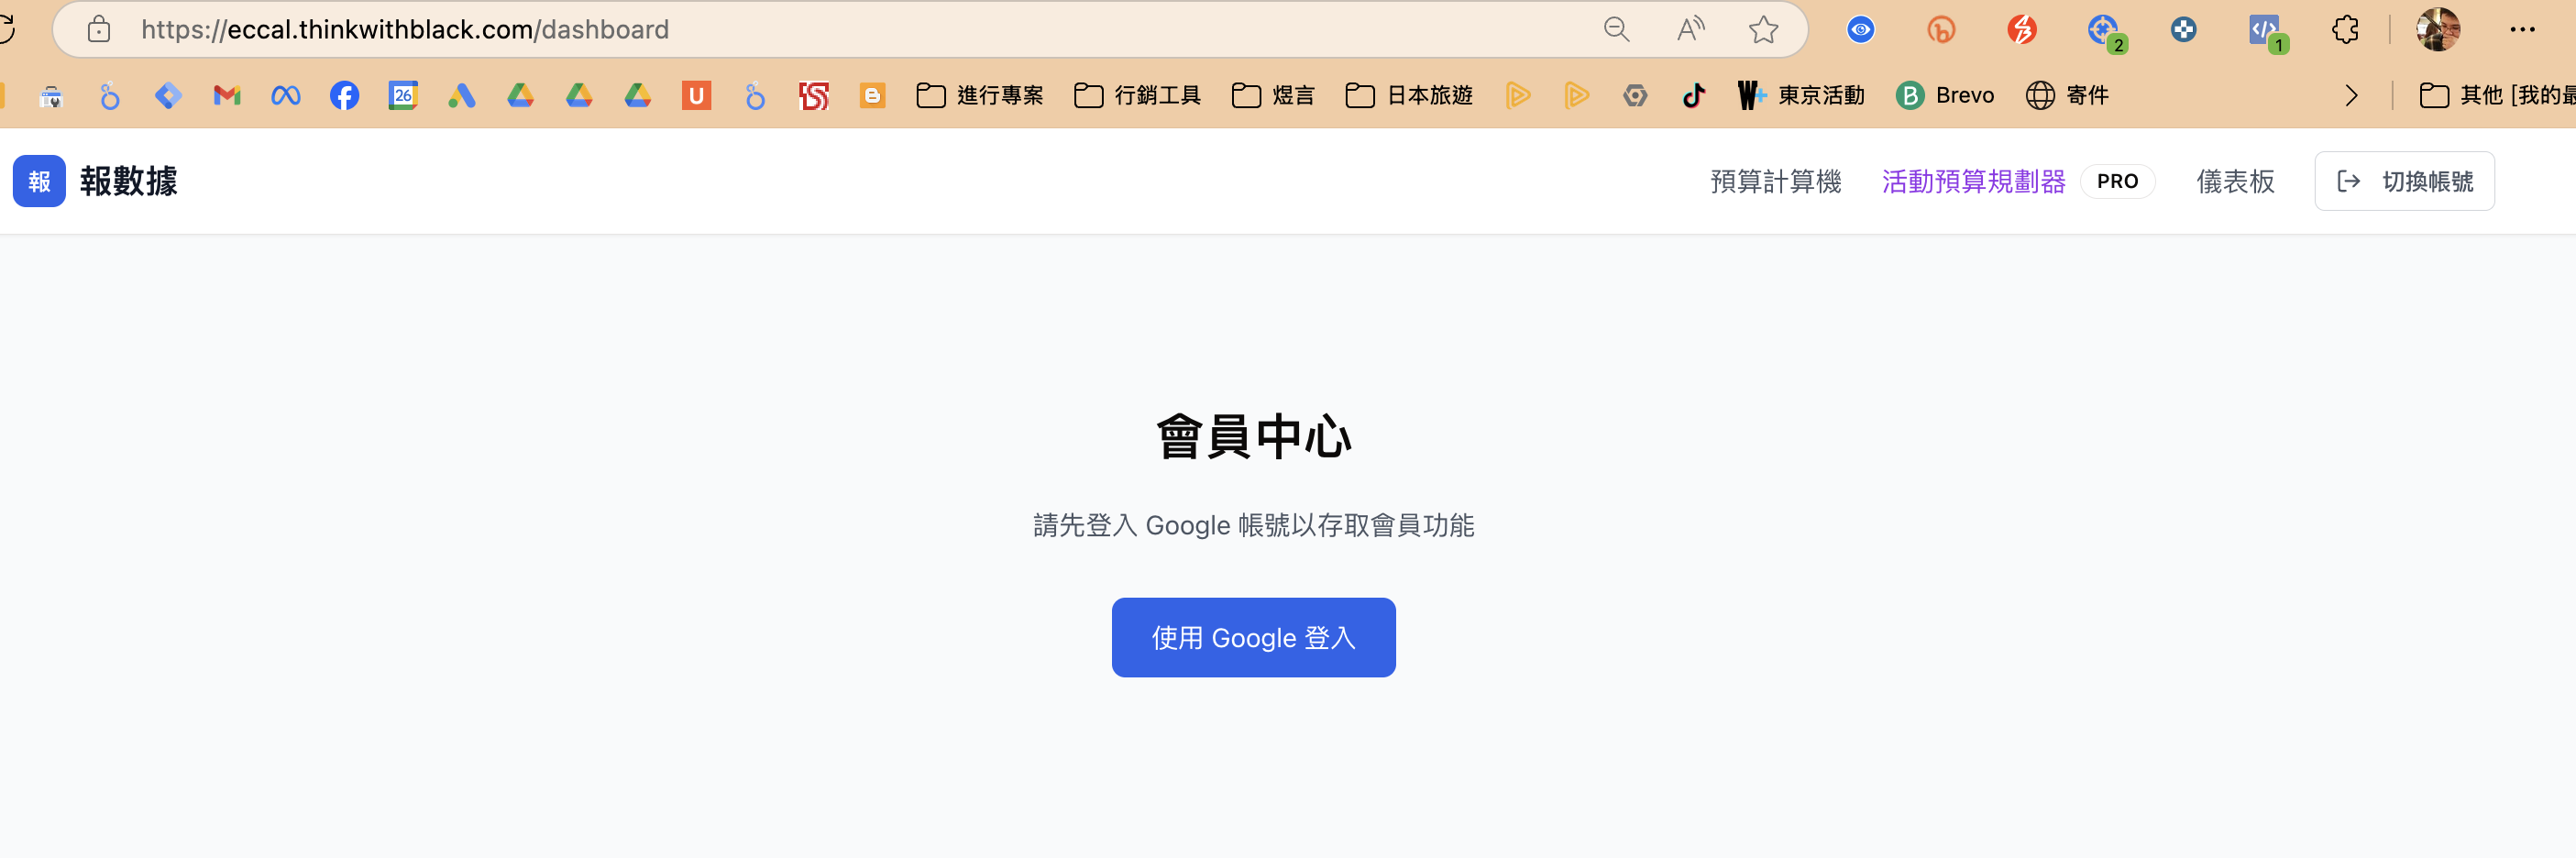 https://eccal.thinkwithblack.com/dashboard
2
1
26
U
進行專案
行銷工具
燈言
日本旅遊
W+ 東京活動
B Brevo
寄件
其他 [我的最
報 報數據
預算計算機
活動預算規劃器 PRO
儀表板
切換帳號
會員中心
請先登入 Google 帳號以存取會員功能
使用 Google 登入